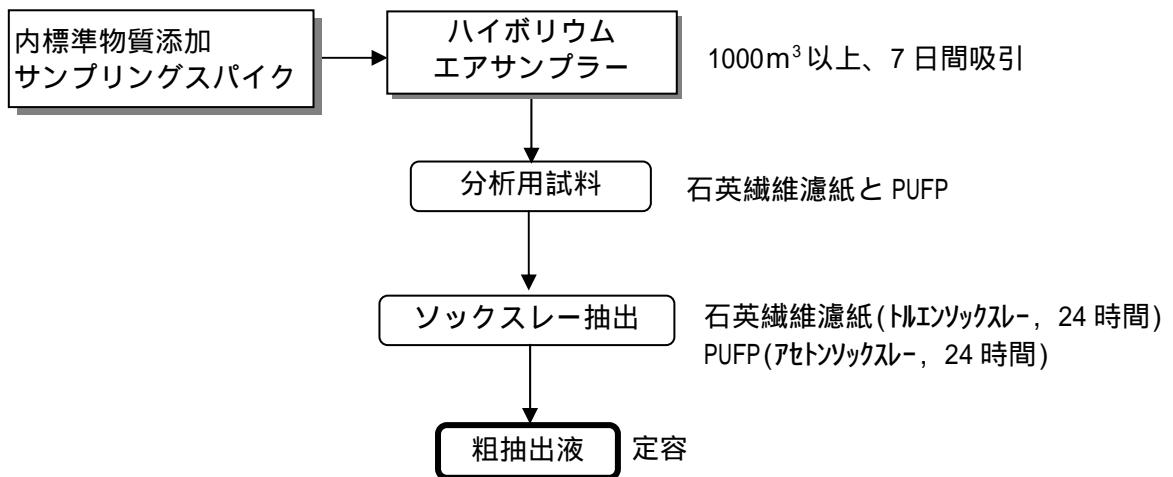 内標準物質添加
サンプリングスパイク
ハイボリウム
エアサンプラー
1000m³以上、7日間吸引
分析用試料
石英繊維濾紙と PUFP
ソックスレー抽出
石英繊維濾紙(ﾄﾙｴﾝｿｯｸｽﾚｰ, 24時間)
PUFP(ｱｾﾄﾝｿｯｸｽﾚｰ, 24時間)
粗抽出液
定容